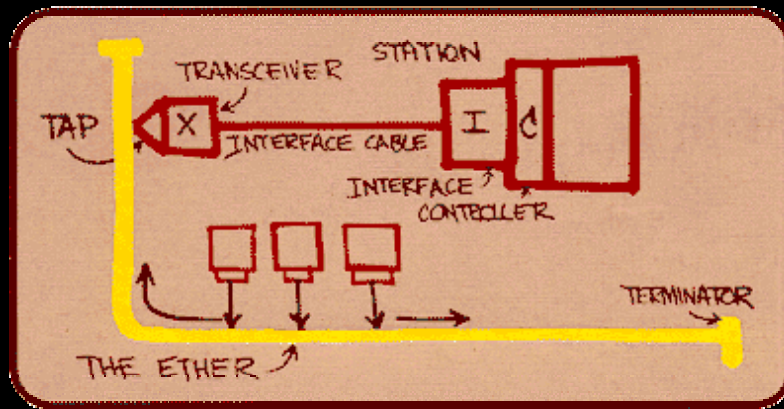 STATION
TRANSCEIVER
TAP
X
I
C
INTERFACE CABLE
INTERFACE
CONTROLLER
TERMINATOR
THE ETHER